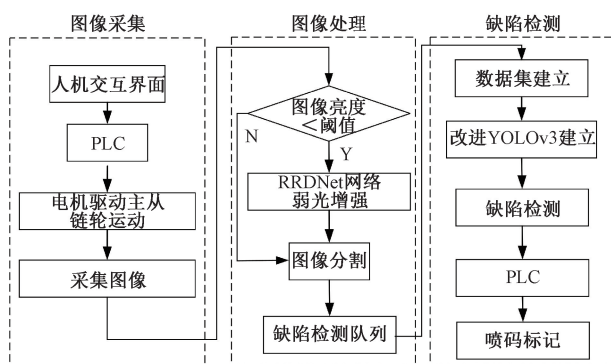 图像采集
人机交互界面
PLC
电机驱动主从
链轮运动
采集图像
图像处理
图像亮度
＜阈值
N
Y
RRDNet网络
弱光增强
图像分割
缺陷检测队列
缺陷检测
数据集建立
改进YOLOv3建立
缺陷检测
PLC
喷码标记